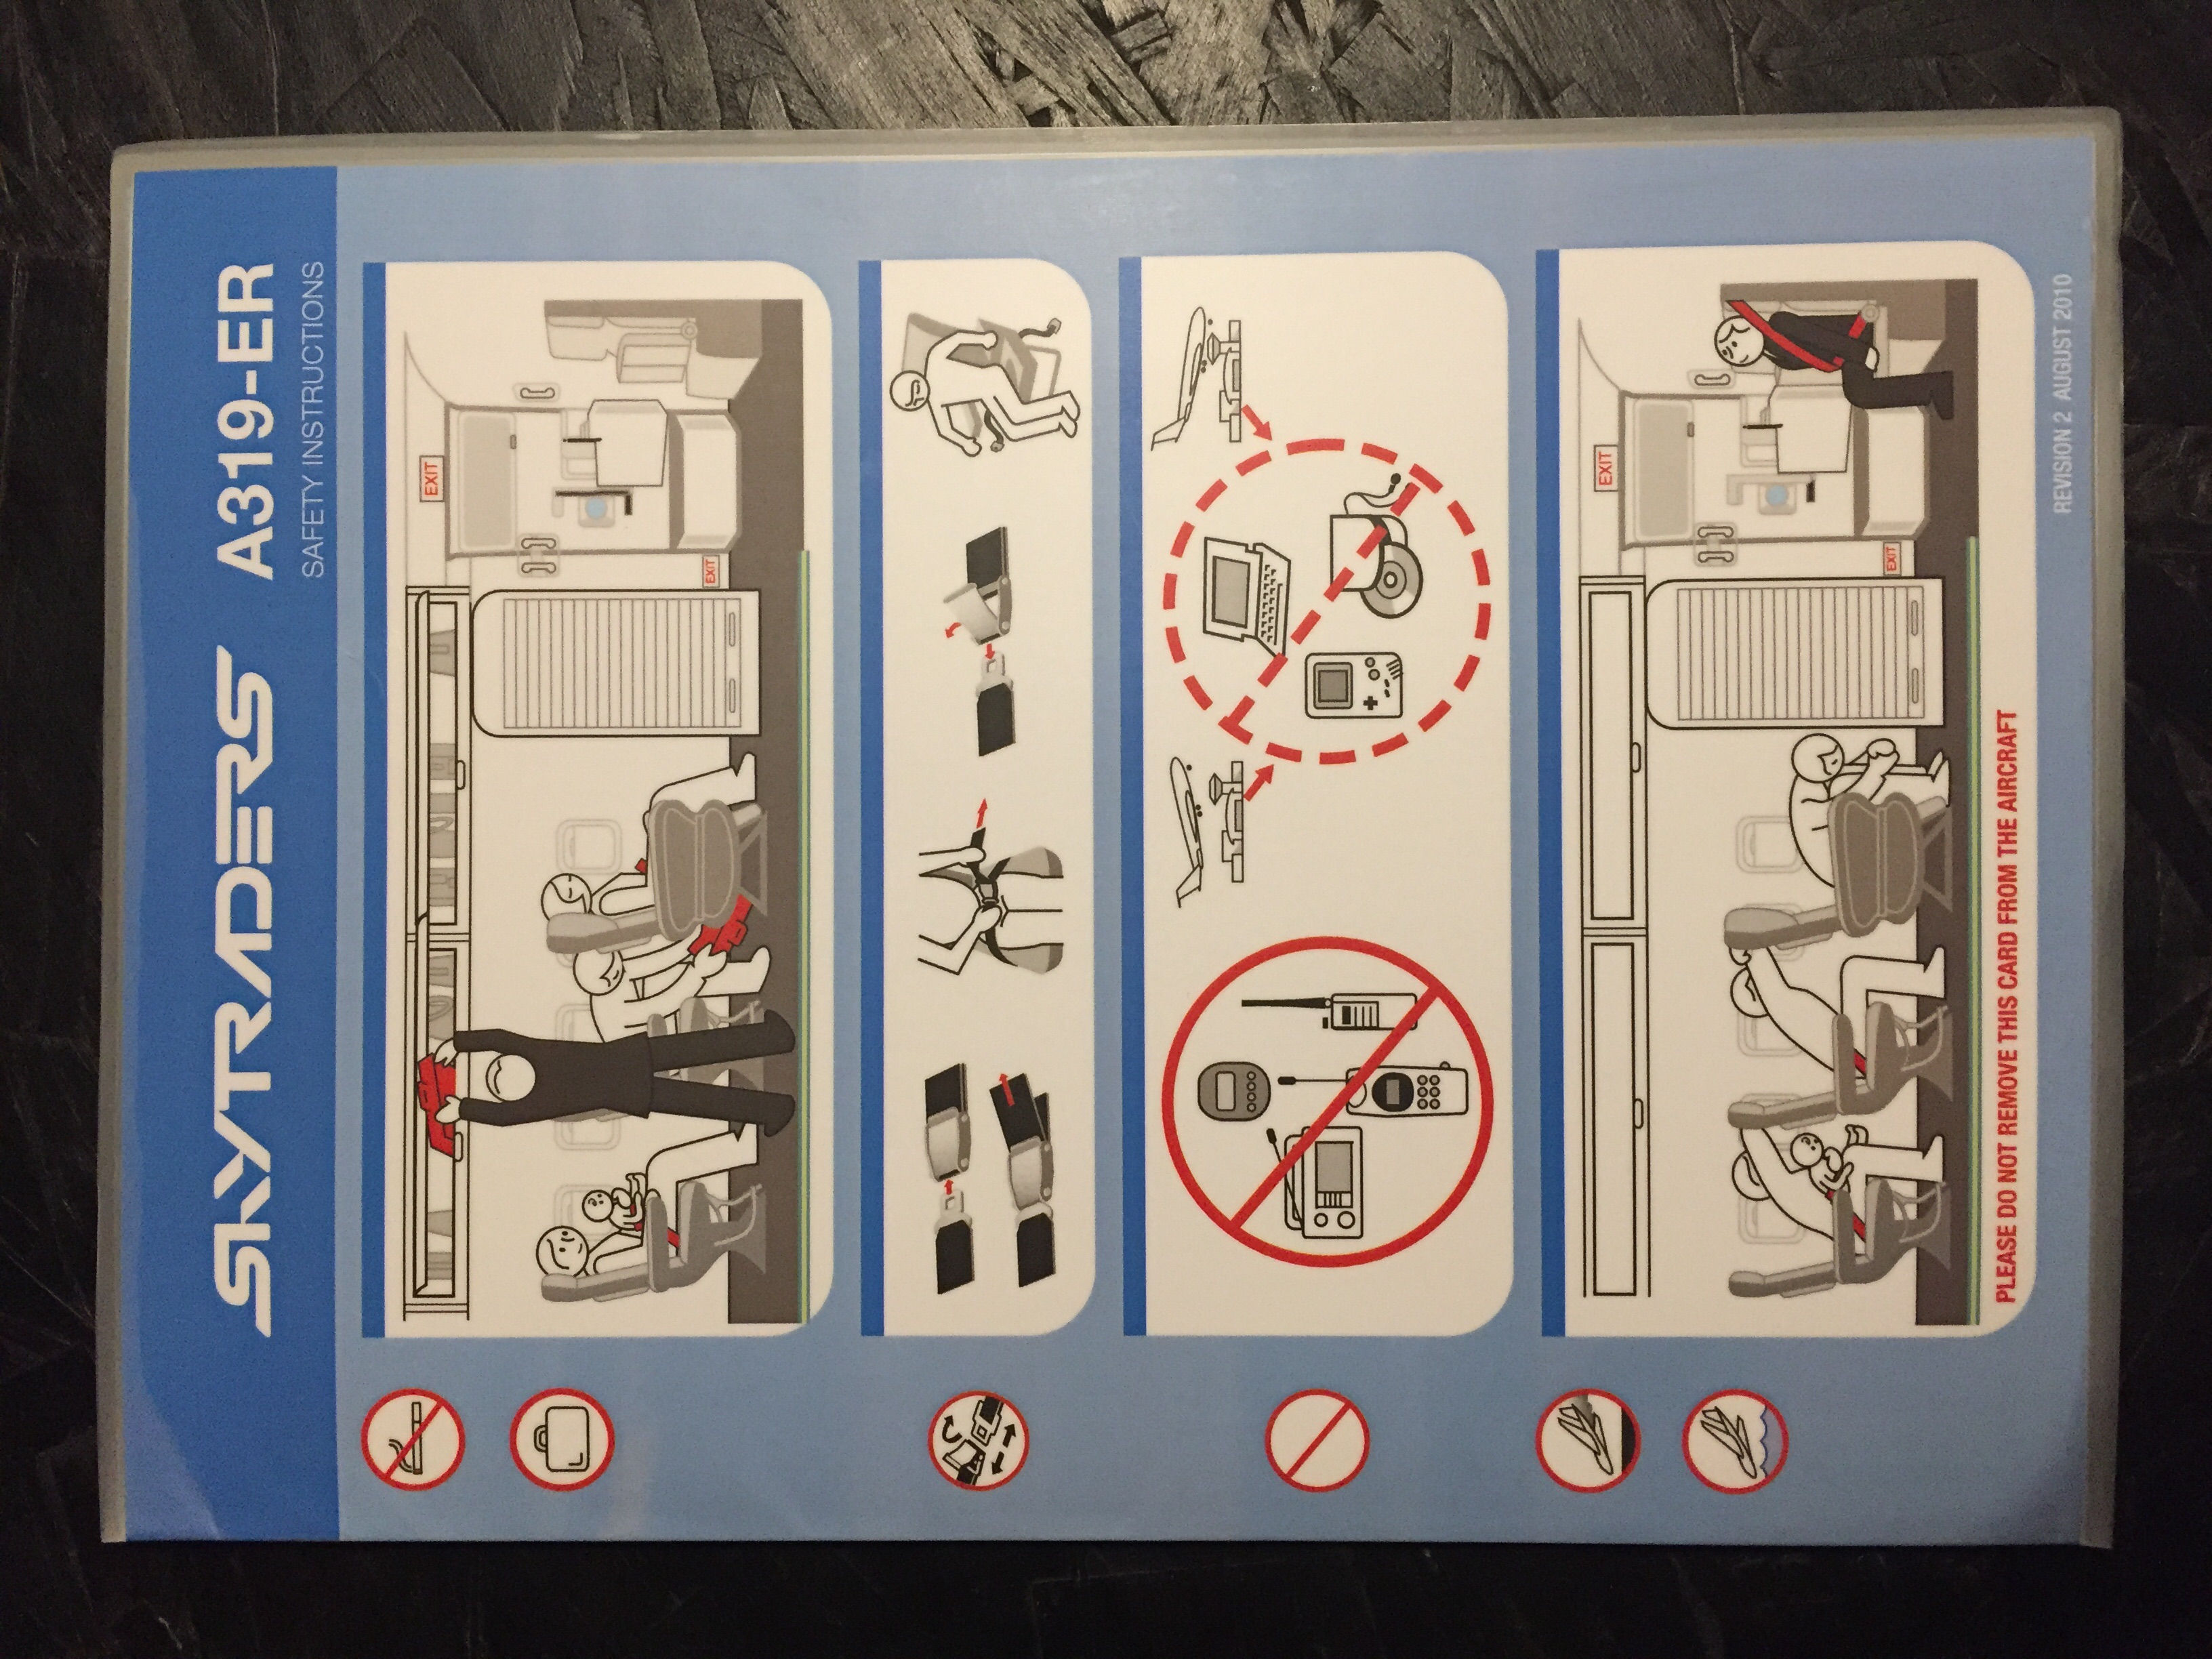 SKYTRADERS A319-ER
SAFETY INSTRUCTIONS
EXIT
EXIT
EXIT
EXIT
PLEASE DO NOT REMOVE THIS CARD FROM THE AIRCRAFT
REVISION 2 AUGUST 2010